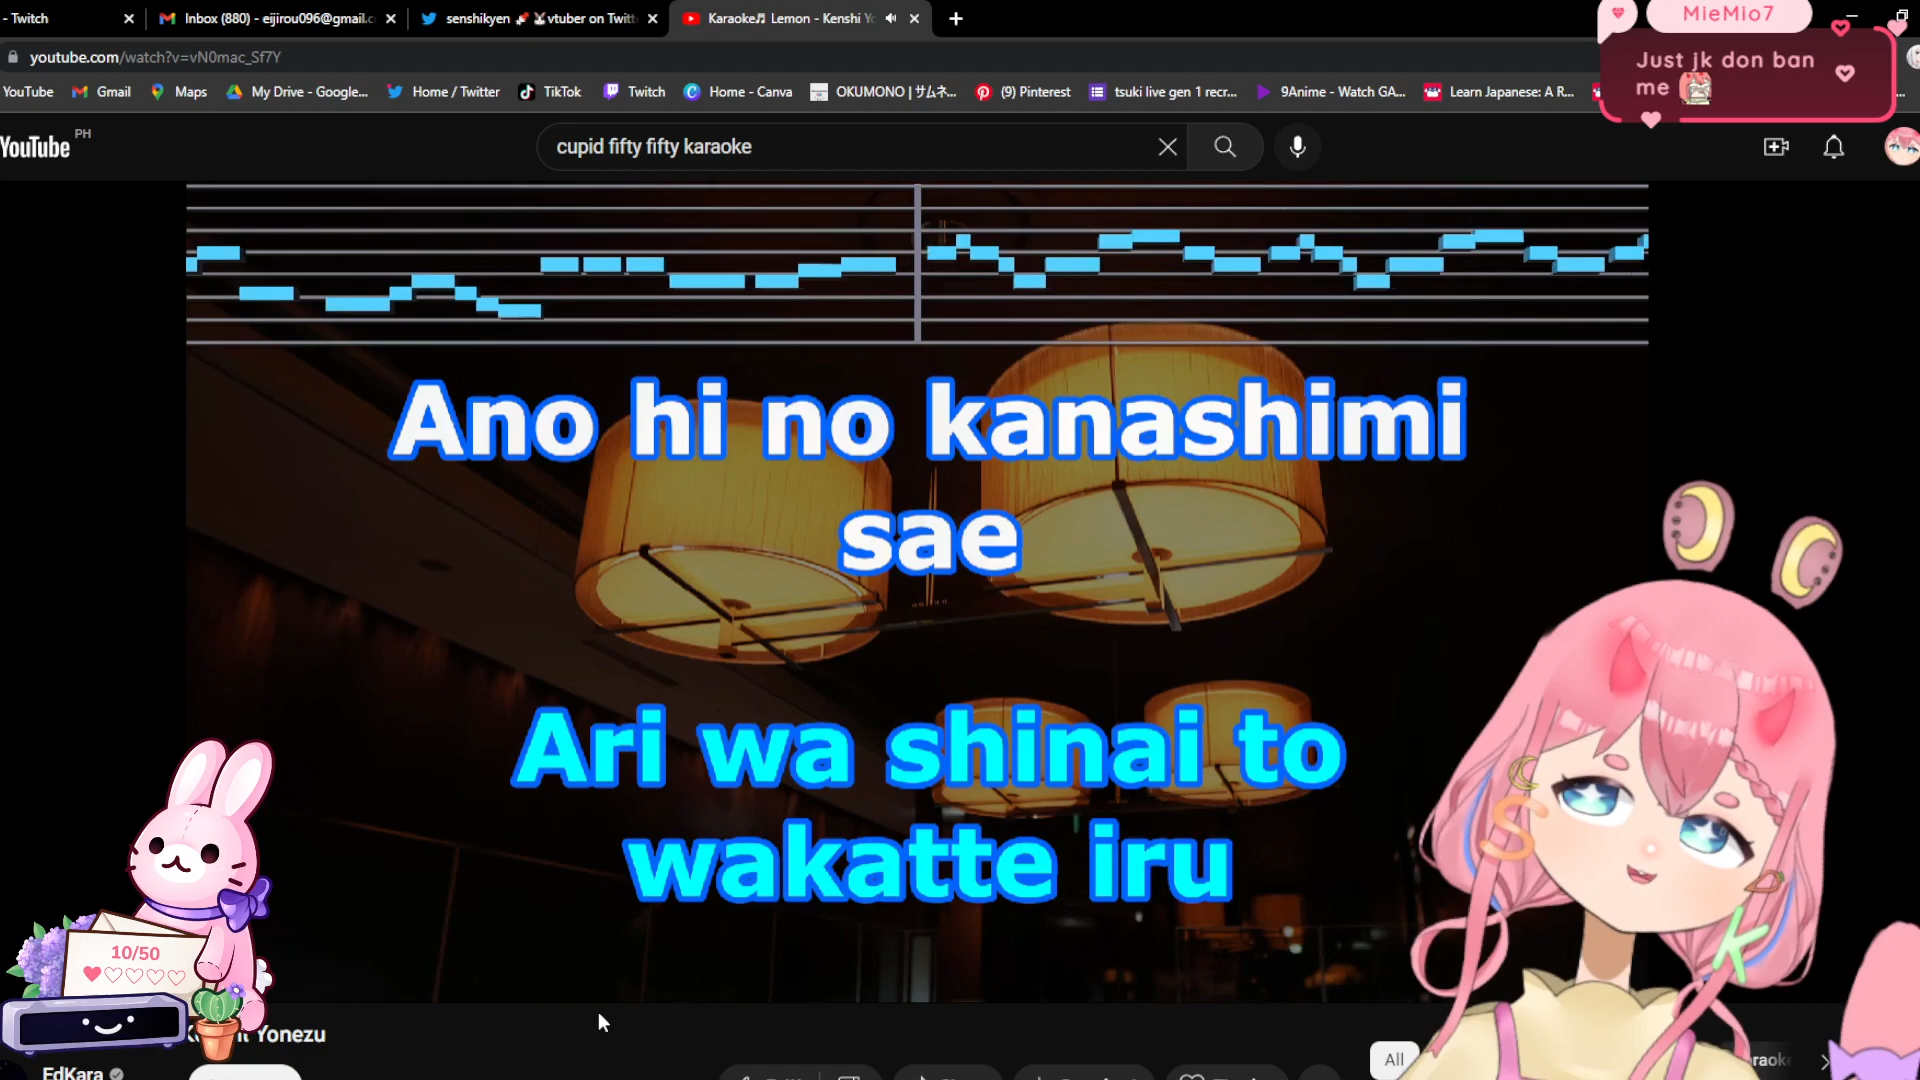 - Twitch
Inbox (880) - eijirou096@gmail.c
senshikyen vtuber on Twitt
Karaoke♬ Lemon - Kenshi Yo
MieMio7
Just jk don ban
me
youtube.com/watch?v=vN0mac_Sf7Y
YouTube
Gmail
Maps
My Drive - Google...
Home / Twitter
TikTok
Twitch
Home - Canva
OKUMONO | サムネ...
(9) Pinterest
tsuki live gen 1 recr...
9Anime - Watch GA...
Learn Japanese: A R...
YouTube PH
cupid fifty fifty karaoke
Ano hi no kanashimi
sae
Ari wa shinai to
wakatte iru
10/50
S
K
Yonezu
All
EdKara